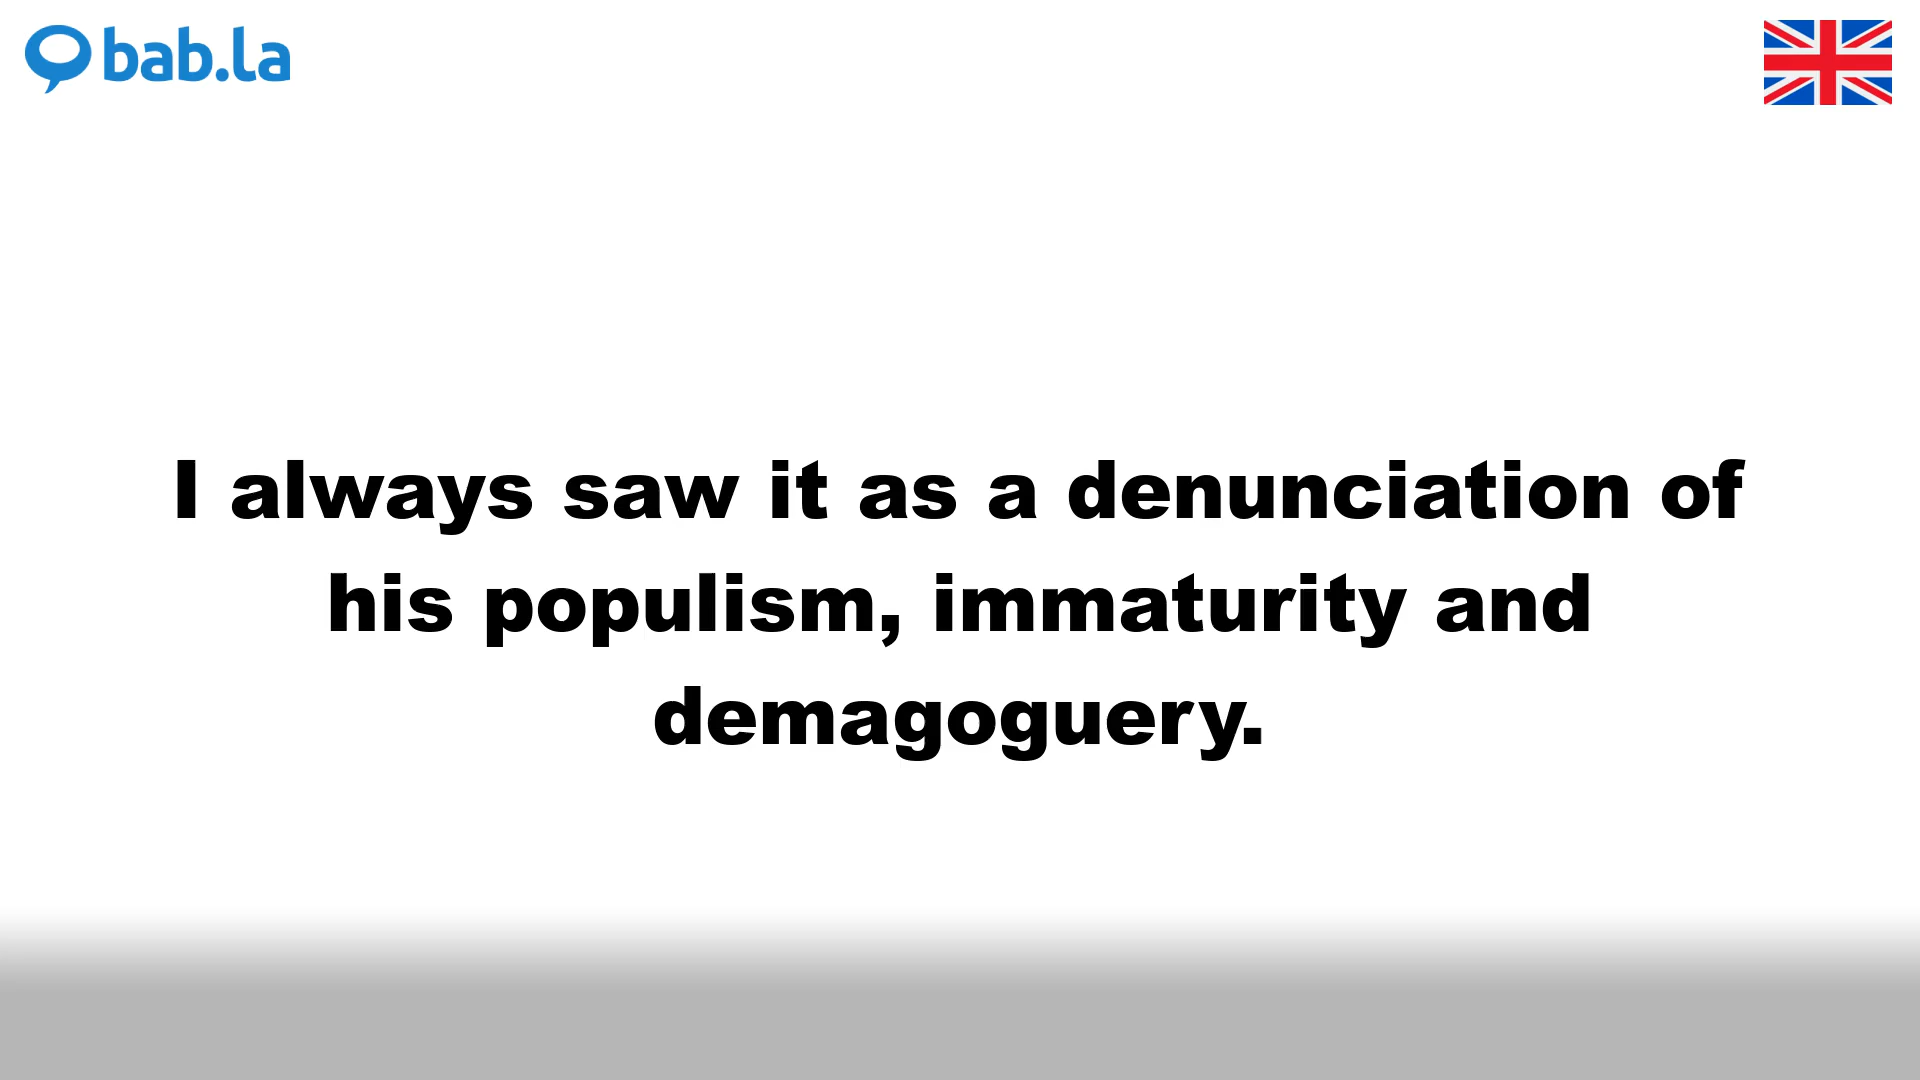 bab.la
I always saw it as a denunciation of
his populism, immaturity and
demagoguery.